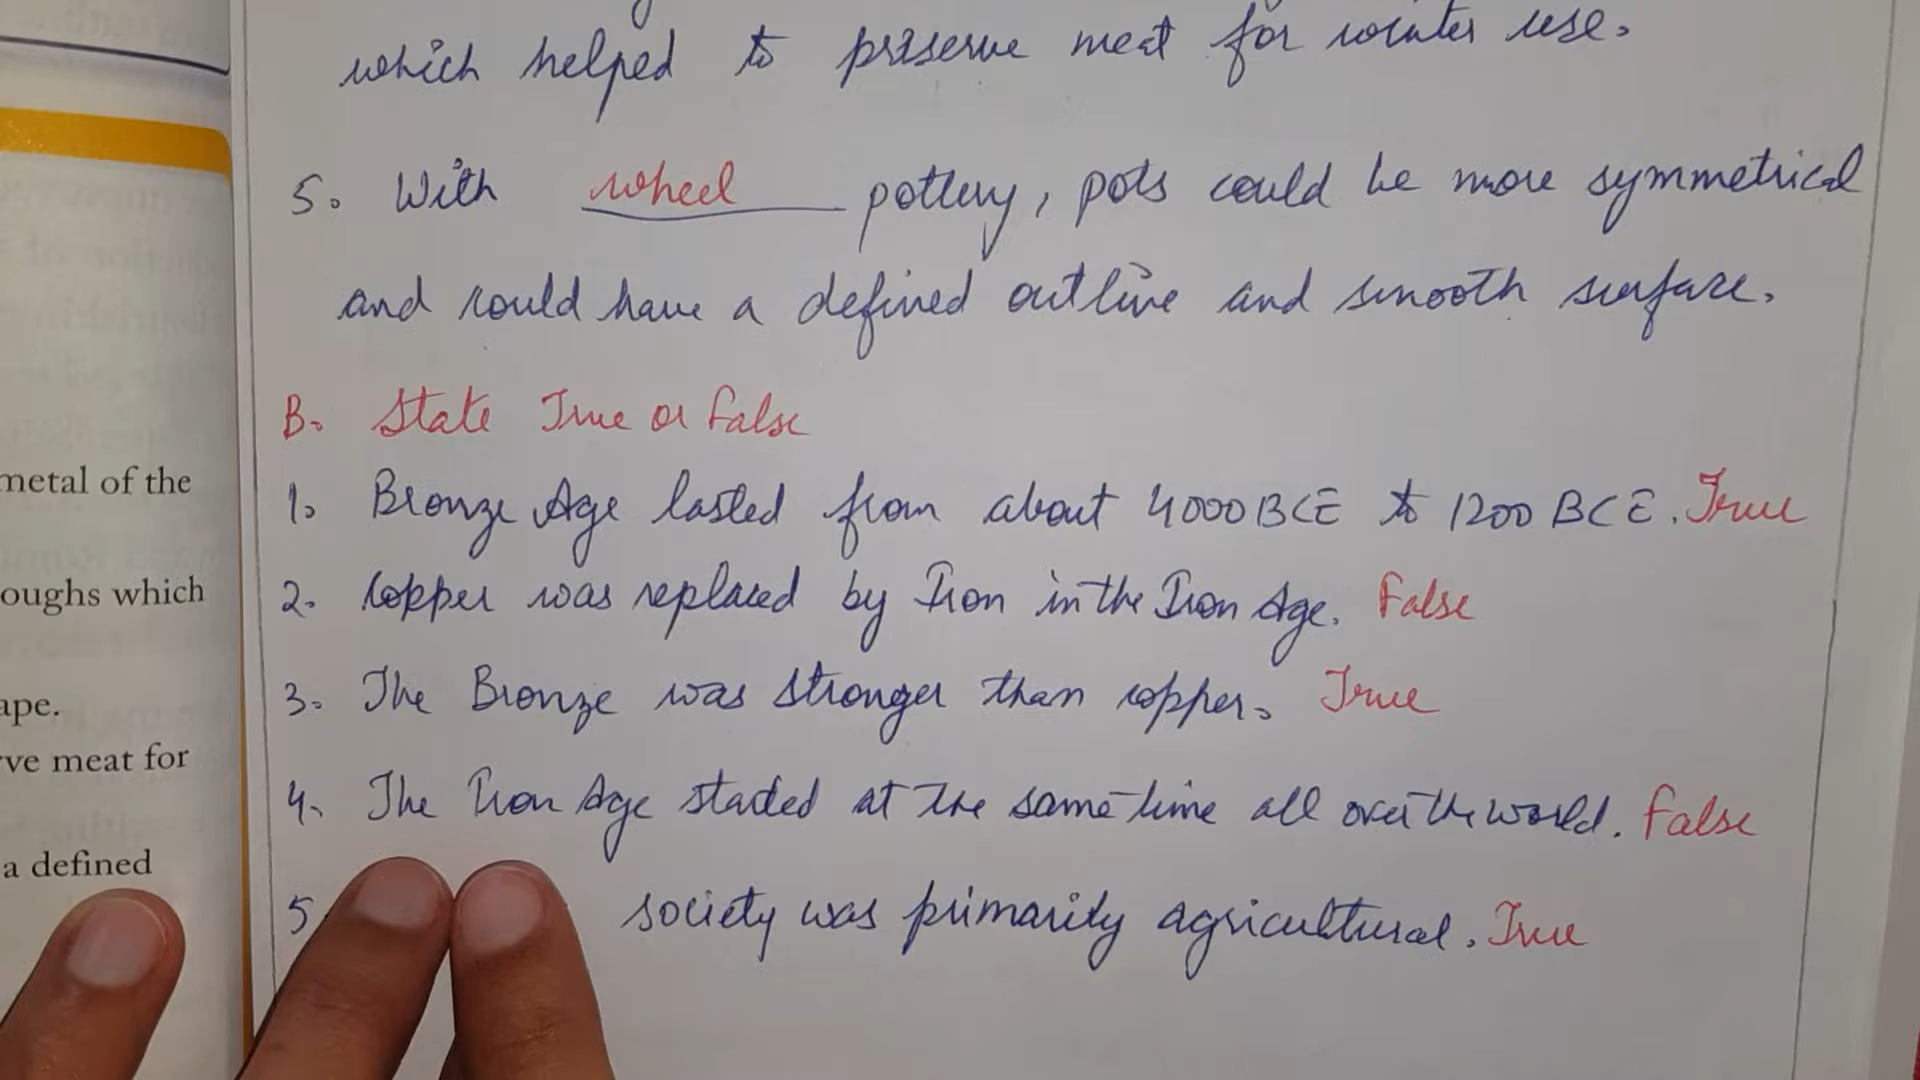 which helped to preserve meat for winter use.
5. With wheel pottery, pots could be more symmetrical
and could have a defined outline and smooth surface.
B. State True or False
1. Bronze Age lasted from about 4000 BCE to 1200 BCE. True
2. Copper was replaced by Iron in the Iron Age. False
3. The Bronze was stronger than copper. True
4. The Iron Age started at the same time all over the world. False
5. society was primarily agricultural. True
metal of the
oughs which
ape.
rve meat for
a defined